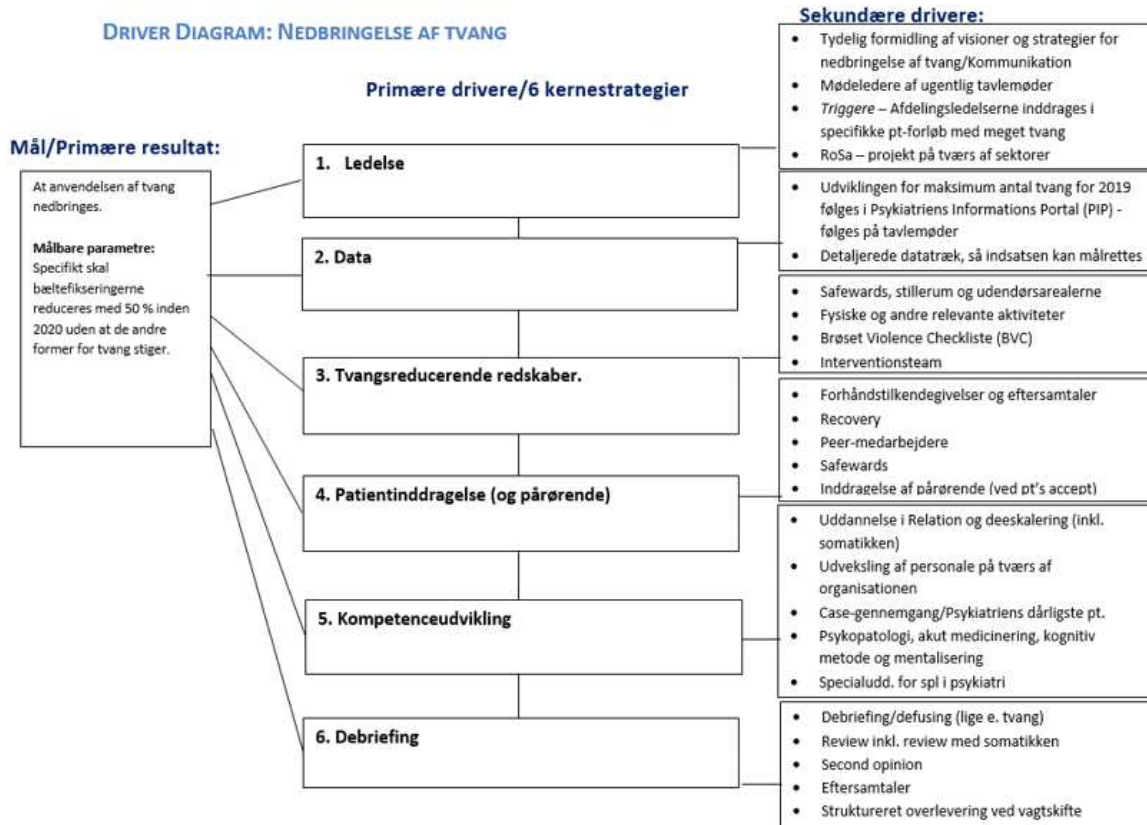 DRIVER DIAGRAM: NEDBRINGELSE AF TVANG
Primære drivere/6 kernestrategier
Sekundære drivere:
Mål/Primære resultat:
At anvendelsen af tvang
nedbringes.
Målbare parametre:
Specifikt skal
bæltefikseringerne
reduceres med 50 % inden
2020 uden at de andre
former for tvang stiger.
1. Ledelse
• Tydelig formidling af visioner og strategier for
nedbringelse af tvang/Kommunikation
• Mødeledere af ugentlig tavlemøder
• Triggere – Afdelingsledelserne inddrages i
specifikke pt-forløb med meget tvang
• RoSa – projekt på tværs af sektorer
2. Data
• Udviklingen for maksimum antal tvang for 2019
følges i Psykiatriens Informations Portal (PIP) -
følges på tavlemøder
• Detaljerede datatræk, så indsatsen kan målrettes
3. Tvangsreducerende redskaber.
• Safewards, stillerum og udendørsarealerne
• Fysiske og andre relevante aktiviteter
• Brøset Violence Checkliste (BVC)
• Interventionsteam
4. Patientinddragelse (og pårørende)
• Forhåndstilkendegivelser og eftersamtaler
• Recovery
• Peer-medarbejdere
• Safewards
• Inddragelse af pårørende (ved pt's accept)
5. Kompetenceudvikling
• Uddannelse i Relation og deeskalering (inkl.
somatikken)
• Udveksling af personale på tværs af
organisationen
• Case-gennemgang/Psykiatriens dårligste pt.
• Psykopatologi, akut medicinering, kognitiv
metode og mentalisering
• Specialudd. for spl i psykiatri
6. Debriefing
• Debriefing/defusing (lige e. tvang)
• Review inkl. review med somatikken
• Second opinion
• Eftersamtaler
• Struktureret overlevering ved vagtskifte